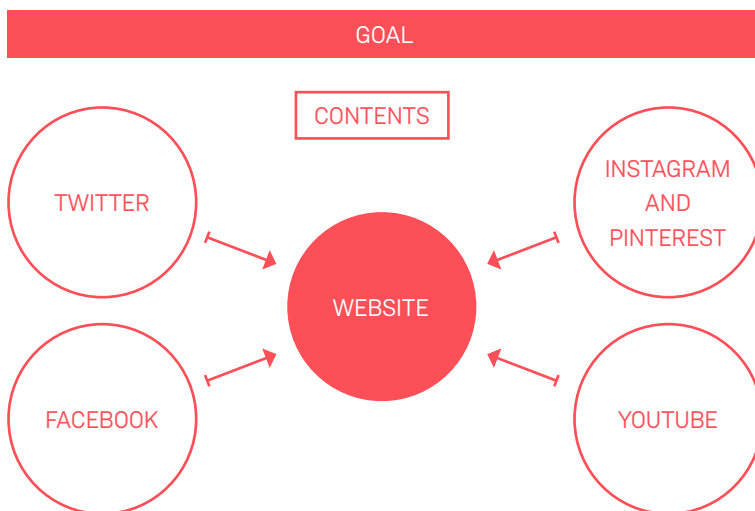 GOAL
CONTENTS
TWITTER
INSTAGRAM
AND
PINTEREST
WEBSITE
FACEBOOK
YOUTUBE